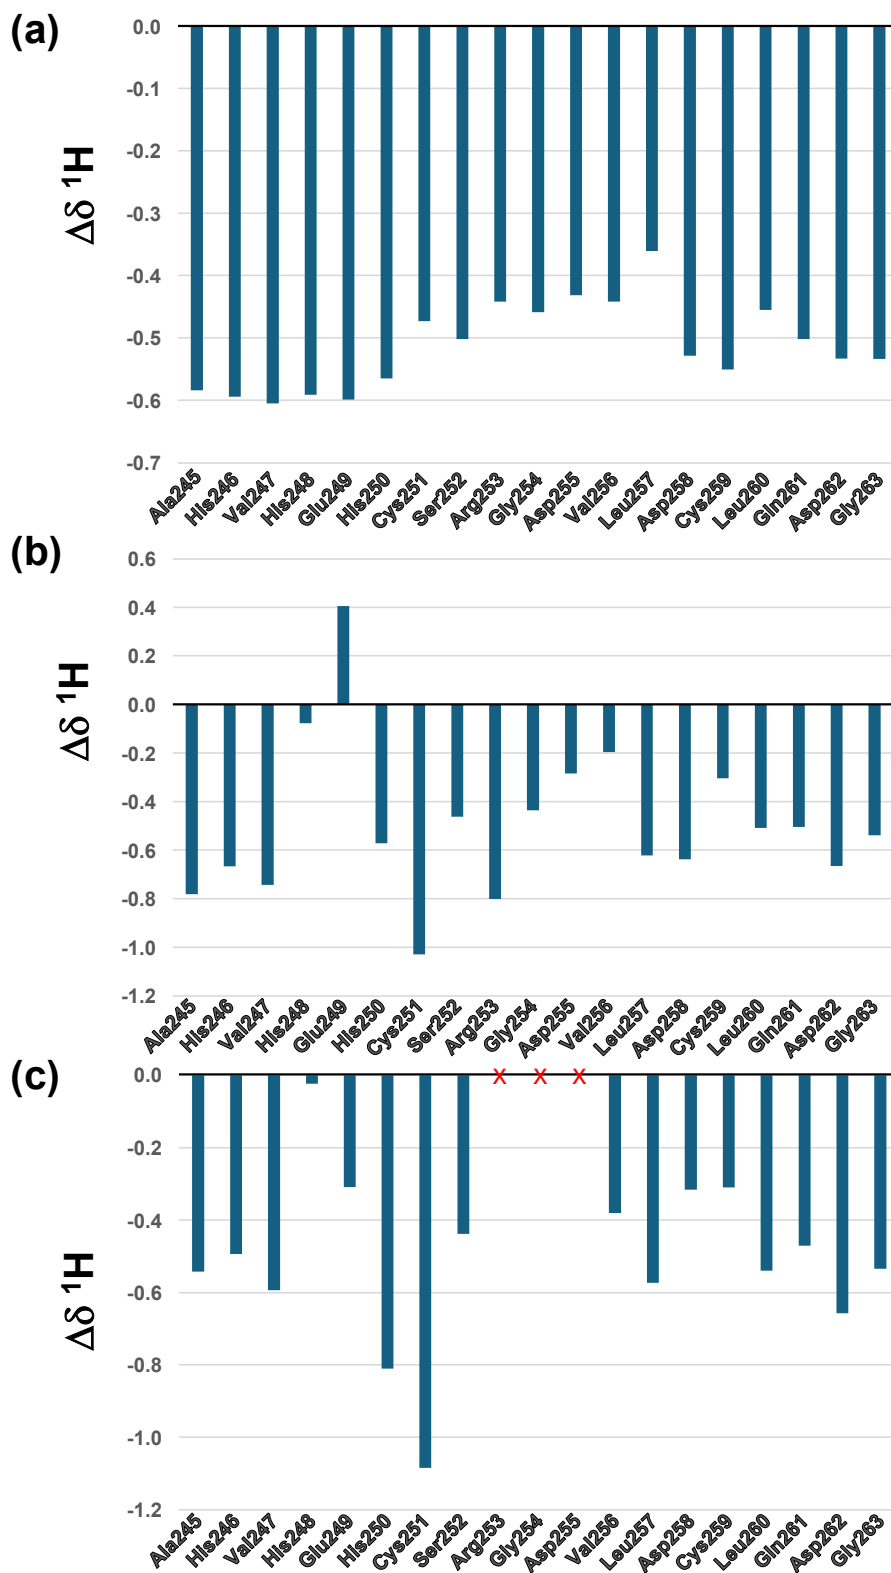 (a)
0.0
-0.1
-0.2
-0.3
-0.4
-0.5
-0.6
-0.7
Δδ ¹H
Ala245 His246 Val247 His248 Glu249 His250 Cys251 Ser252 Arg253 Gly254 Asp255 Val256 Leu257 Asp258 Cys259 Leu260 Gln261 Asp262 Gly263
(b)
0.6
0.4
0.2
0.0
-0.2
-0.4
-0.6
-0.8
-1.0
-1.2
Δδ ¹H
Ala245 His246 Val247 His248 Glu249 His250 Cys251 Ser252 Arg253 Gly254 Asp255 Val256 Leu257 Asp258 Cys259 Leu260 Gln261 Asp262 Gly263
(c)
0.0
x x x
-0.2
-0.4
-0.6
-0.8
-1.0
-1.2
Δδ ¹H
Ala245 His246 Val247 His248 Glu249 His250 Cys251 Ser252 Arg253 Gly254 Asp255 Val256 Leu257 Asp258 Cys259 Leu260 Gln261 Asp262 Gly263